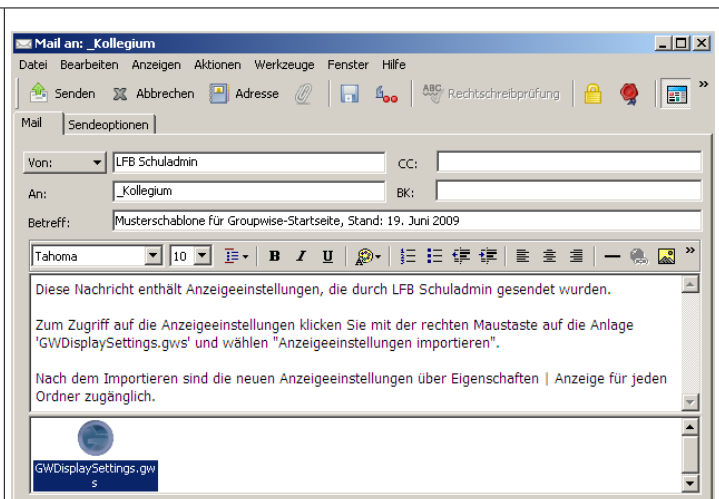 Mail an: _Kollegium
Datei Bearbeiten Anzeigen Aktionen Werkzeuge Fenster Hilfe
Senden Abbrechen Adresse ABC Rechtschreibprüfung »
Mail Sendeoptionen
Von: LFB Schuladmin CC:
An: _Kollegium BK:
Betreff: Musterschablone für Groupwise-Startseite, Stand: 19. Juni 2009
Tahoma 10 B I U »
Diese Nachricht enthält Anzeigeeinstellungen, die durch LFB Schuladmin gesendet wurden.
Zum Zugriff auf die Anzeigeeinstellungen klicken Sie mit der rechten Maustaste auf die Anlage
'GWDisplaySettings.gws' und wählen "Anzeigeeinstellungen importieren".
Nach dem Importieren sind die neuen Anzeigeeinstellungen über Eigenschaften | Anzeige für jeden
Ordner zugänglich.
GWDisplaySettings.gw
s